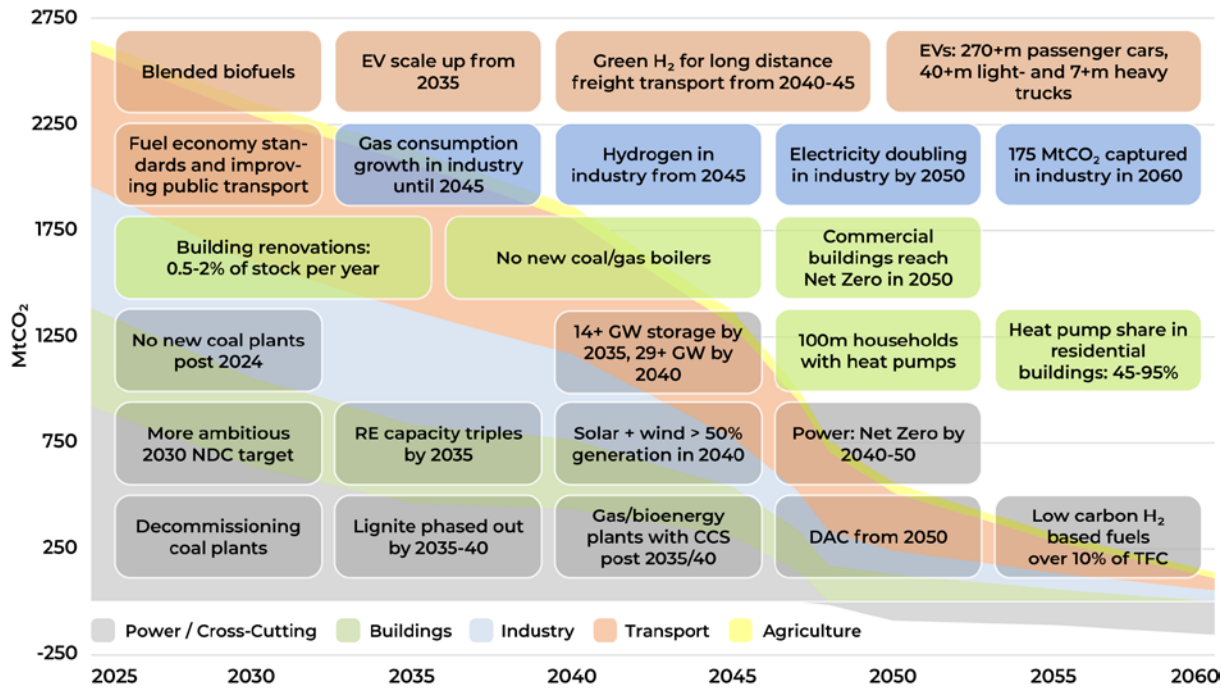 2750
Blended biofuels
EV scale up from
2035
Green H₂ for long distance
freight transport from 2040-45
EVs: 270+m passenger cars,
40+m light- and 7+m heavy
trucks
2250
Fuel economy stan-
dards and improv-
ing public transport
Gas consumption
growth in industry
until 2045
Hydrogen in
industry from 2045
Electricity doubling
in industry by 2050
175 MtCO₂ captured
in industry in 2060
1750
Building renovations:
0.5-2% of stock per year
No new coal/gas boilers
Commercial
buildings reach
Net Zero in 2050
MtCO₂
1250
No new coal plants
post 2024
14+ GW storage by
2035, 29+ GW by
2040
100m households
with heat pumps
Heat pump share in
residential
buildings: 45-95%
750
More ambitious
2030 NDC target
RE capacity triples
by 2035
Solar + wind > 50%
generation in 2040
Power: Net Zero by
2040-50
250
Decommissioning
coal plants
Lignite phased out
by 2035-40
Gas/bioenergy
plants with CCS
post 2035/40
DAC from 2050
Low carbon H₂
based fuels
over 10% of TFC
Power / Cross-Cutting
Buildings
Industry
Transport
Agriculture
-250
2025 2030 2035 2040 2045 2050 2055 2060